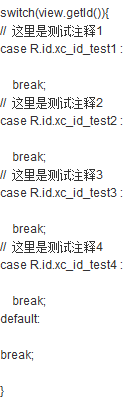 switch(view.getId()){
// 这里是测试注释1
case R.id.xc_id_test1 :
break;
// 这里是测试注释2
case R.id.xc_id_test2 :
break;
// 这里是测试注释3
case R.id.xc_id_test3 :
break;
// 这里是测试注释4
case R.id.xc_id_test4 :
break;
default:
break;
}